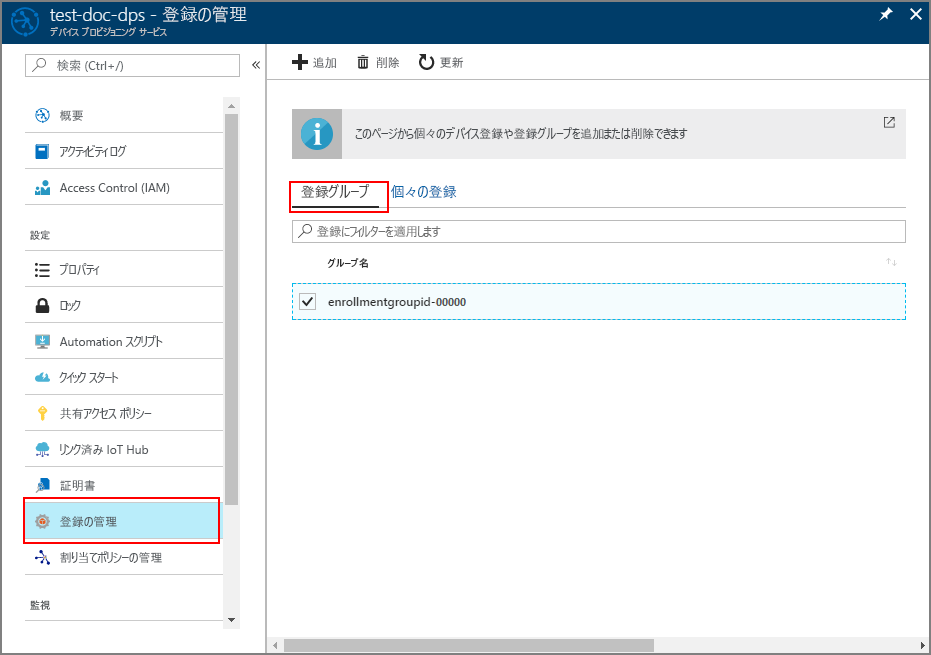 test-doc-dps - 登録の管理
デバイス プロビジョニング サービス
検索 (Ctrl+/)
«
概要
アクティビティログ
Access Control (IAM)
設定
プロパティ
ロック
Automation スクリプト
クイック スタート
共有アクセス ポリシー
リンク済み IoT Hub
証明書
登録の管理
割り当てポリシーの管理
監視
追加 削除 更新
このページから個々のデバイス登録や登録グループを追加または削除できます
登録グループ 個々の登録
登録にフィルターを適用します
グループ名
enrollmentgroupid-00000